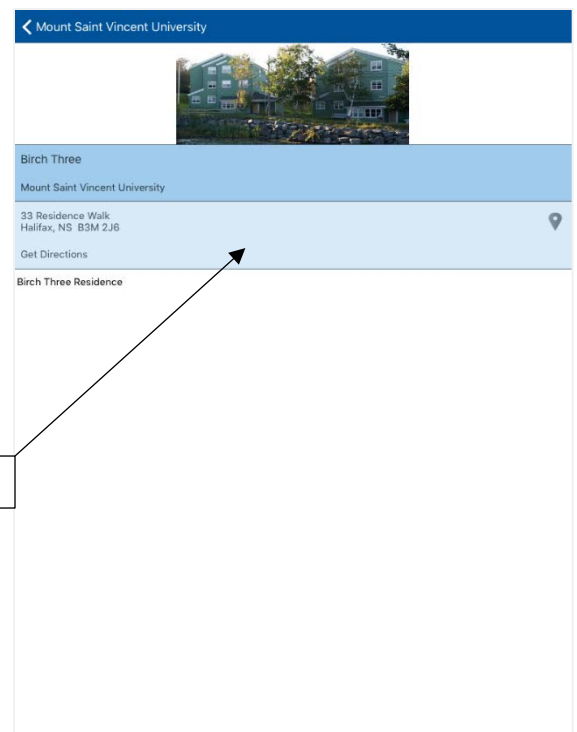 Mount Saint Vincent University
Birch Three
Mount Saint Vincent University
33 Residence Walk
Halifax, NS B3M 2J6
Get Directions
Birch Three Residence